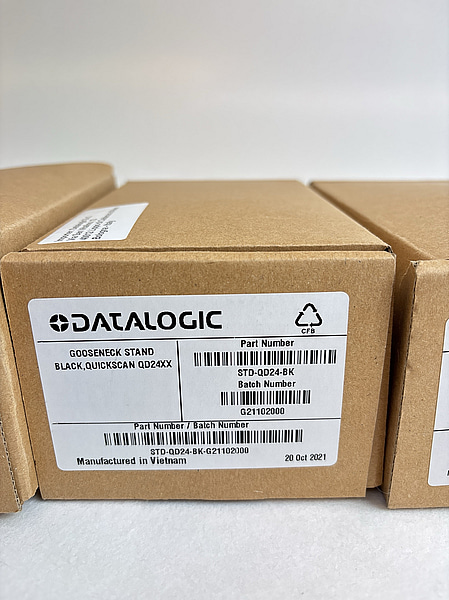 DATALOGIC
CFB
GOOSENECK STAND
BLACK,QUICKSCAN QD24XX
Part Number
STD-QD24-BK
Batch Number
G21102000
Part Number / Batch Number
STD-QD24-BK-G21102000
Manufactured in Vietnam
20 Oct 2021